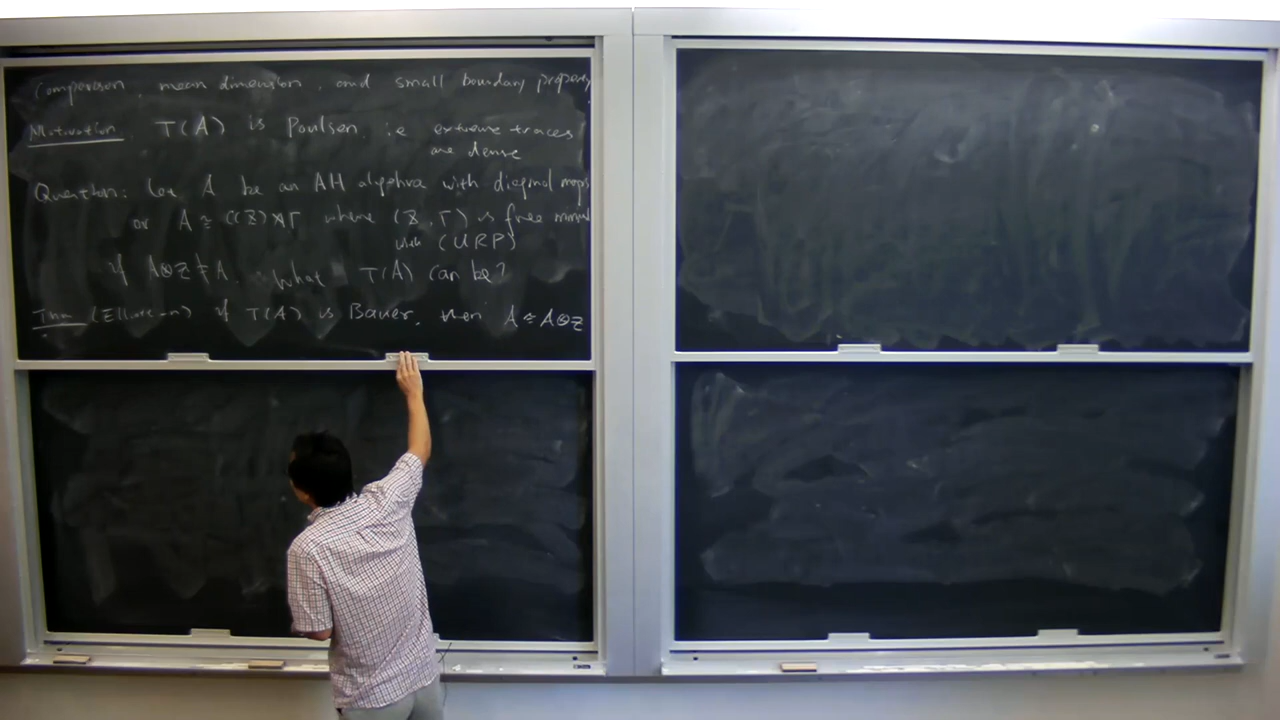 Comparison, mean dimension, and small boundary property.
Motivation T(A) is Poulsen, i.e extreme traces
are dense
Question: Let A be an AH algebra with diagonal maps
or A ≅ C(Z)⋊Γ where (Z, Γ) is free minimal
with (URP)
if A⊗Z ≇ A. What T(A) can be?
Thm (Elliott-N) if T(A) is Bauer, then A ≅ A⊗Z